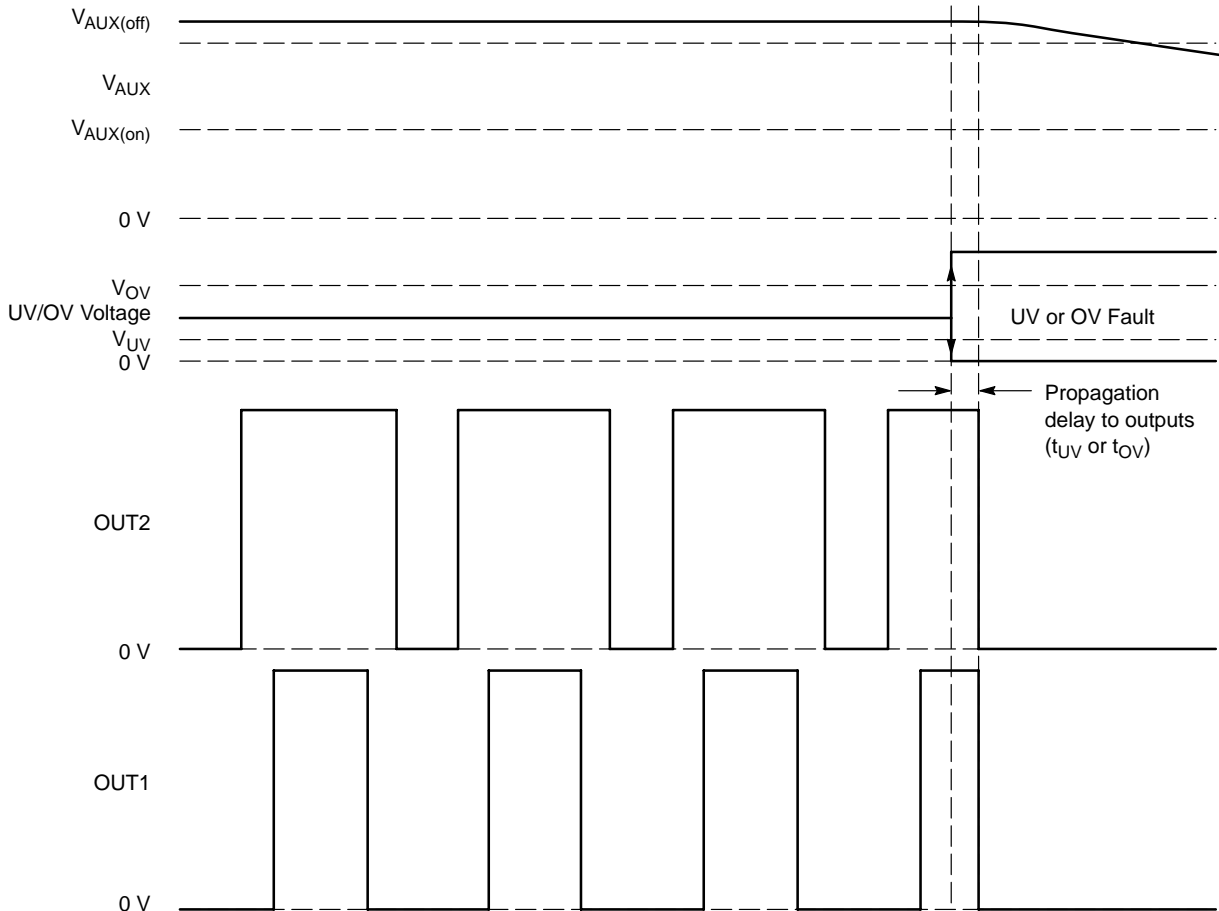 VAUX(off)
VAUX
VAUX(on)
0 V
VOV
UV/OV Voltage
VUV
0 V
UV or OV Fault
Propagation
delay to outputs
(tUV or tOV)
OUT2
0 V
OUT1
0 V